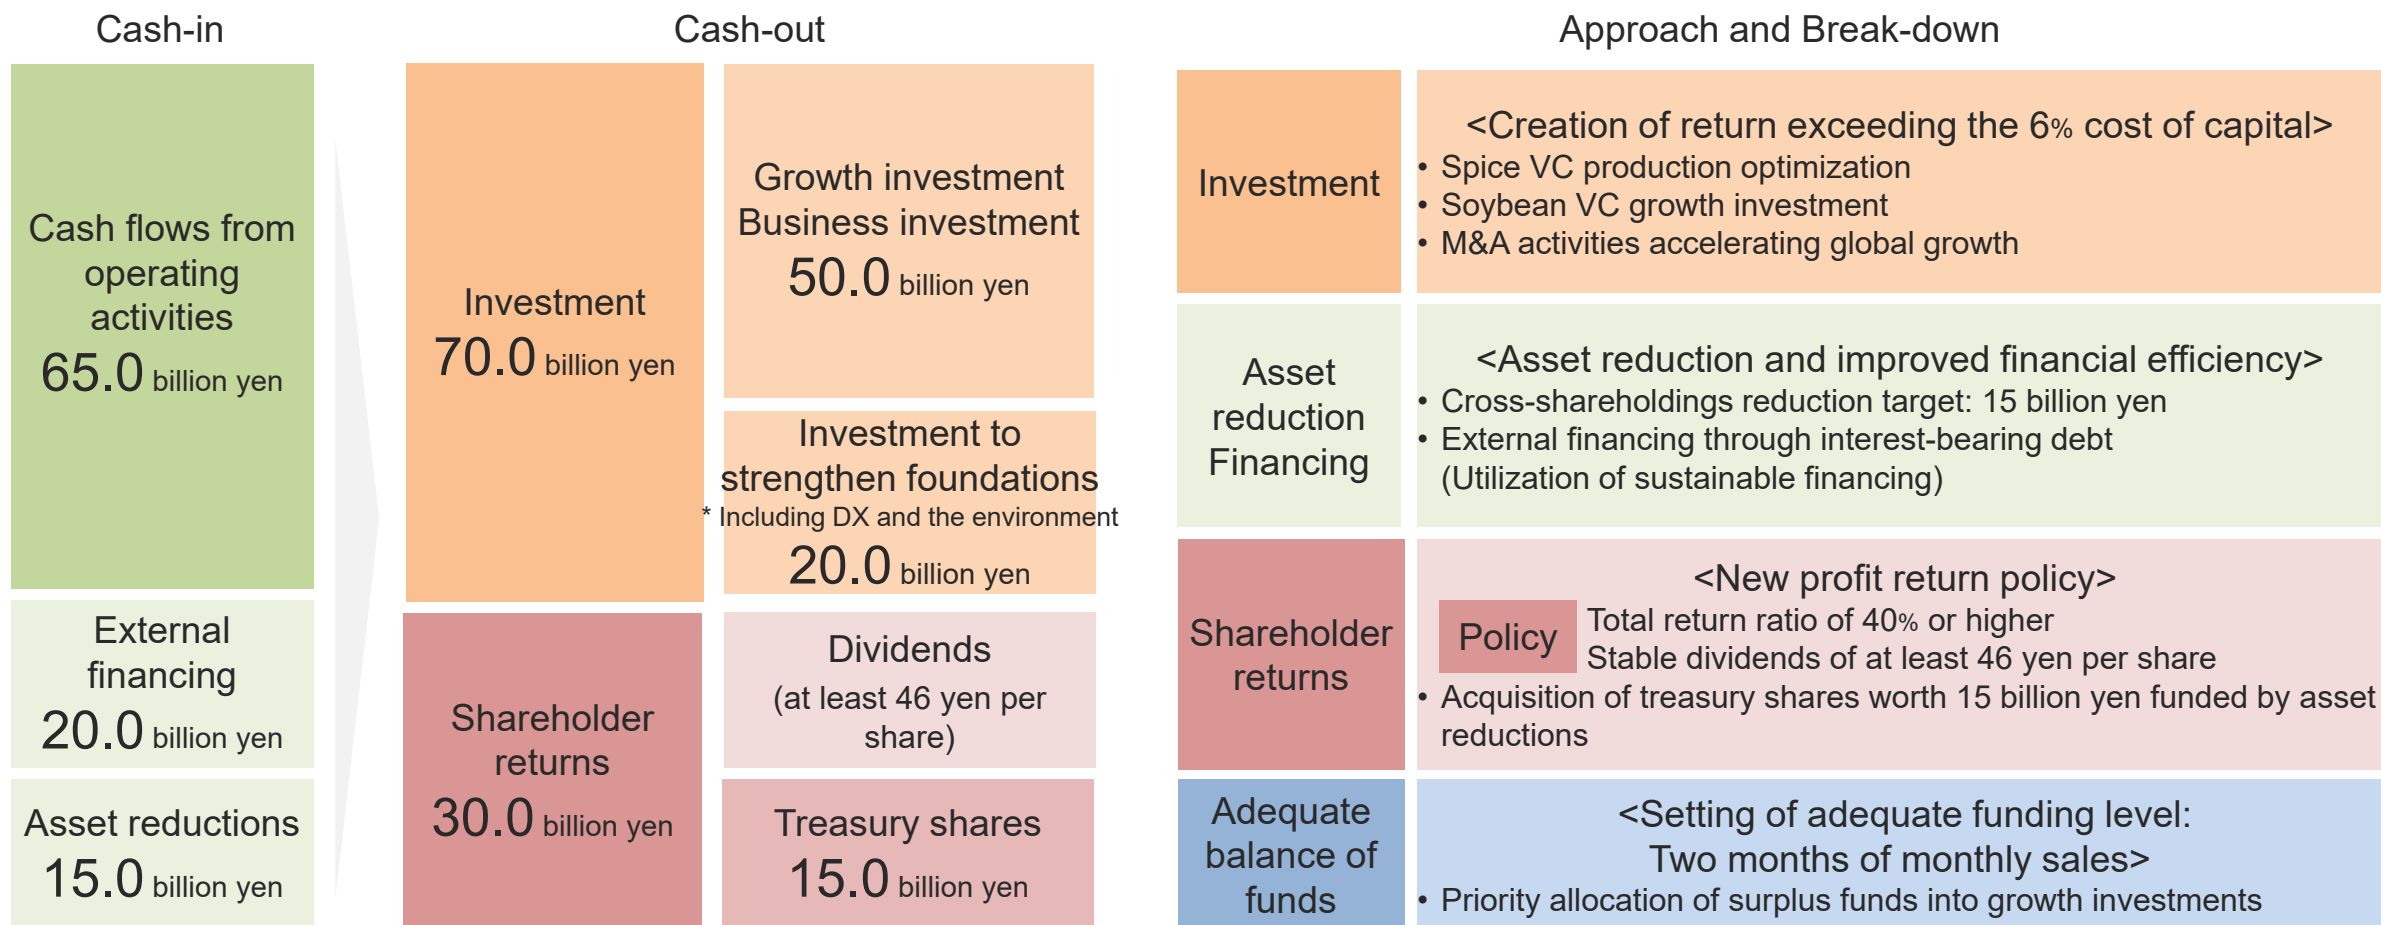 Cash-in
Cash-out
Approach and Break-down
Cash flows from
operating
activities
65.0 billion yen
External
financing
20.0 billion yen
Asset reductions
15.0 billion yen
Investment
70.0 billion yen
Shareholder
returns
30.0 billion yen
Growth investment
Business investment
50.0 billion yen
Investment to
strengthen foundations
* Including DX and the environment
20.0 billion yen
Dividends
(at least 46 yen per
share)
Treasury shares
15.0 billion yen
Investment
<Creation of return exceeding the 6% cost of capital>
• Spice VC production optimization
• Soybean VC growth investment
• M&A activities accelerating global growth
Asset
reduction
Financing
<Asset reduction and improved financial efficiency>
• Cross-shareholdings reduction target: 15 billion yen
• External financing through interest-bearing debt
(Utilization of sustainable financing)
Shareholder
returns
<New profit return policy>
Policy
Total return ratio of 40% or higher
Stable dividends of at least 46 yen per share
• Acquisition of treasury shares worth 15 billion yen funded by asset
reductions
Adequate
balance of
funds
<Setting of adequate funding level:
Two months of monthly sales>
• Priority allocation of surplus funds into growth investments